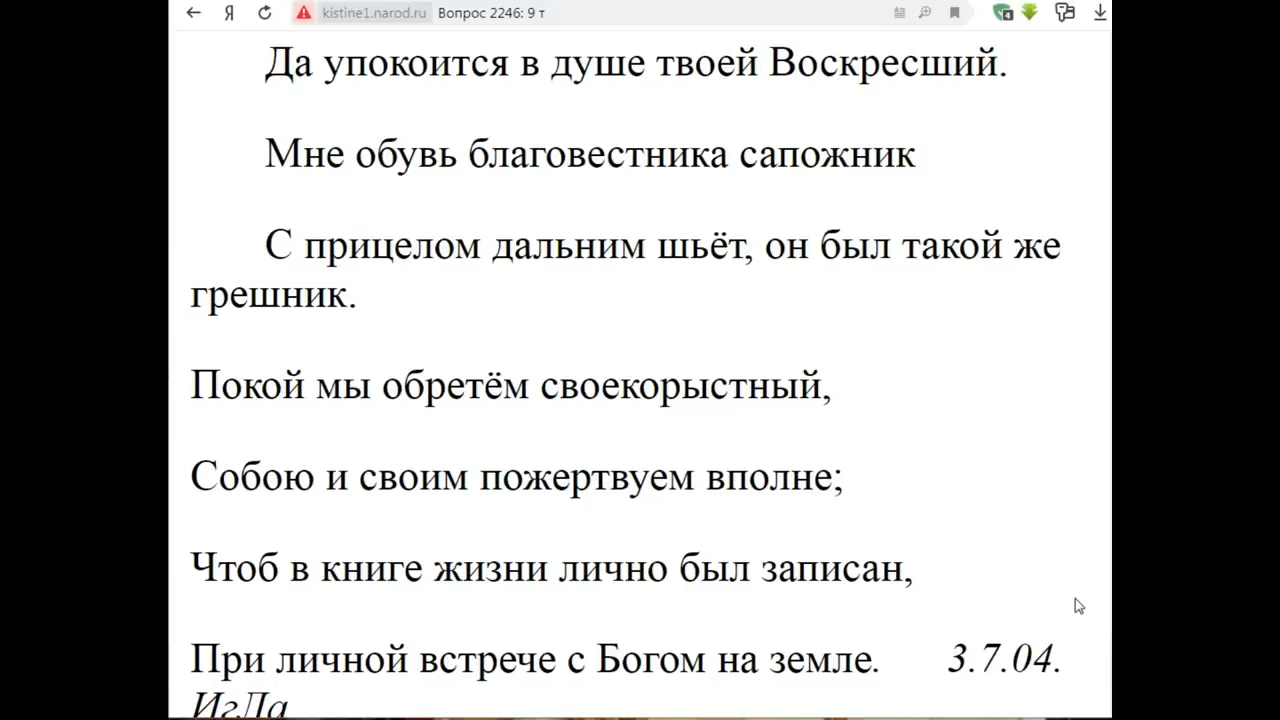 Я kistine1.narod.ru Вопрос 2246: 9 т 4
Да упокоится в душе твоей Воскресший.
Мне обувь благовестника сапожник
С прицелом дальним шьёт, он был такой же
грешник.
Покой мы обретём своекорыстный,
Собою и своим пожертвуем вполне;
Чтоб в книге жизни лично был записан,
При личной встрече с Богом на земле. 3.7.04.
ИгЛа